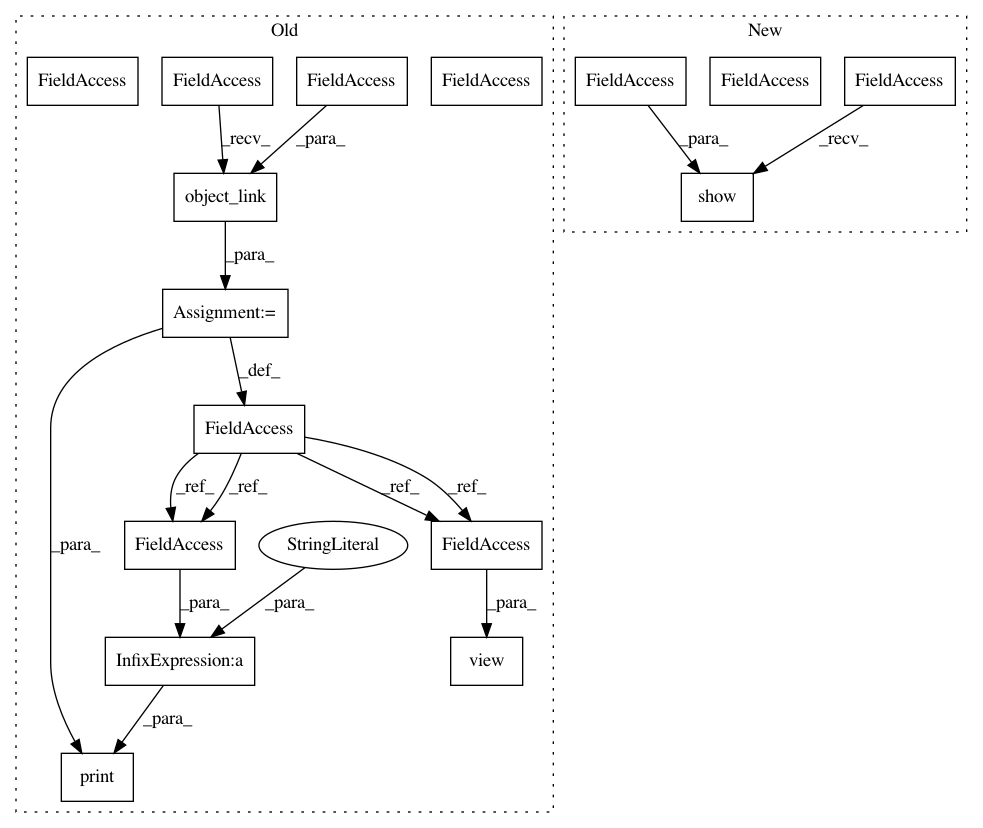 Old
New
FieldAccess
FieldAccess
FieldAccess
FieldAccess
FieldAccess
FieldAccess
FieldAccess
_recv_
_para_
_para_
_recv_
object_link
show
_para_
Assignment:=
_def_
FieldAccess
_ref_
_ref_
_ref_
_ref_
_para_
FieldAccess
StringLiteral
FieldAccess
_para_
_para_
_para_
InfixExpression:a
view
_para_
print